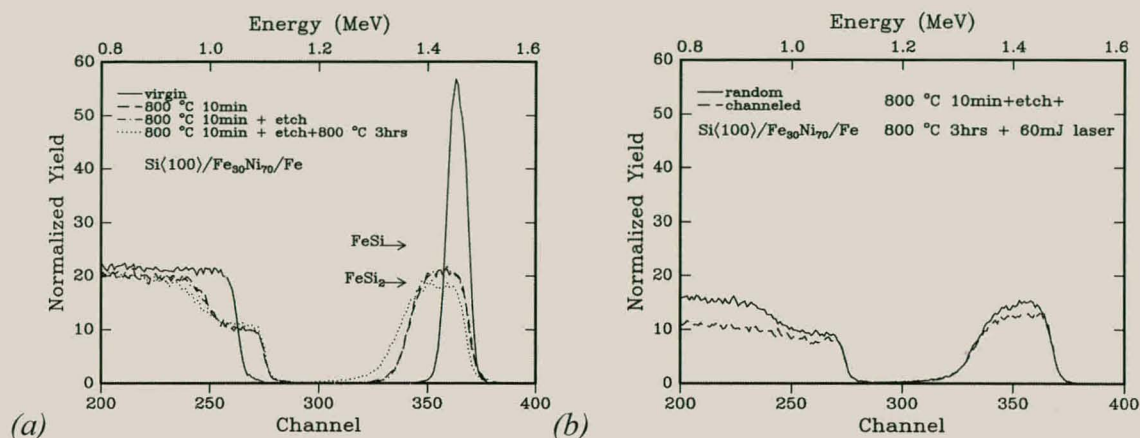 Energy (MeV)
0.8 1.0 1.2 1.4 1.6
60
50
40
30
20
10
0
Normalized Yield
virgin
800 °C 10min
800 °C 10min + etch
800 °C 10min + etch+800 °C 3hrs
Si⟨100⟩/Fe₃₀Ni₇₀/Fe
FeSi
FeSi₂
200 250 300 350 400
Channel
(a)
Energy (MeV)
0.8 1.0 1.2 1.4 1.6
60
50
40
30
20
10
0
Normalized Yield
random
channeled
800 °C 10min+etch+
Si⟨100⟩/Fe₃₀Ni₇₀/Fe 800 °C 3hrs + 60mJ laser
200 250 300 350 400
Channel
(b)